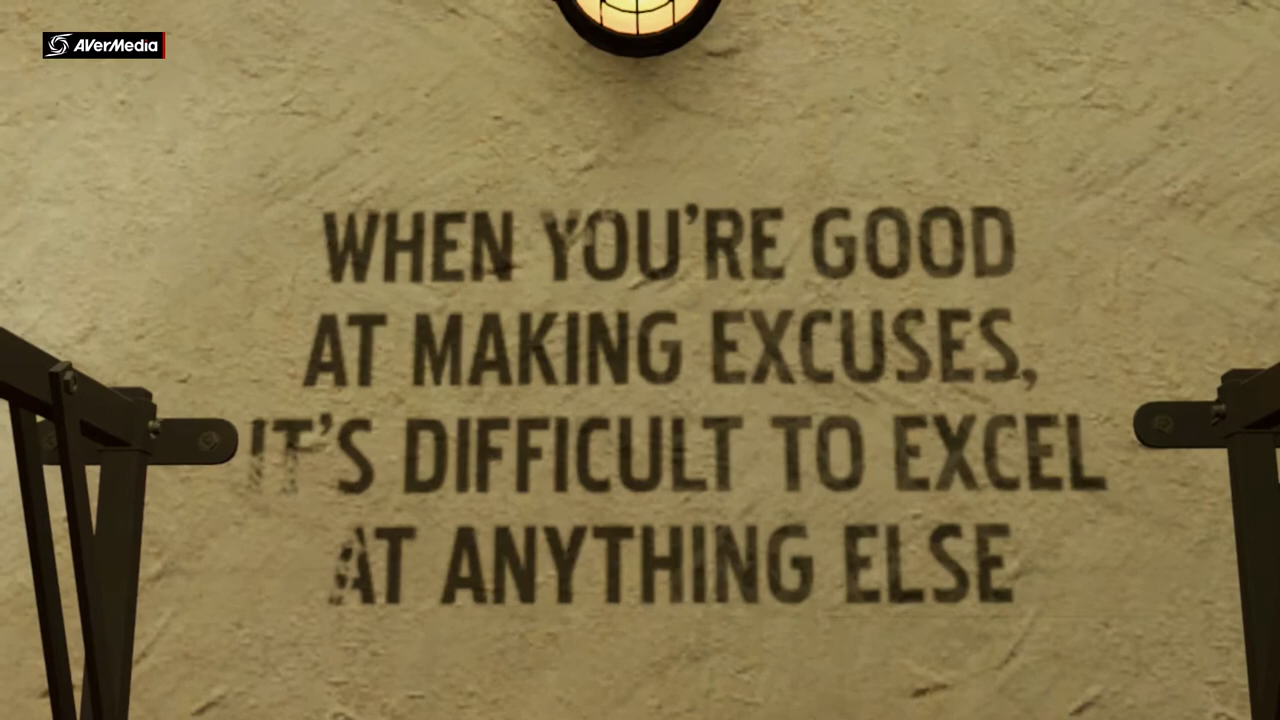 AVerMedia
WHEN YOU'RE GOOD
AT MAKING EXCUSES,
IT'S DIFFICULT TO EXCEL
AT ANYTHING ELSE